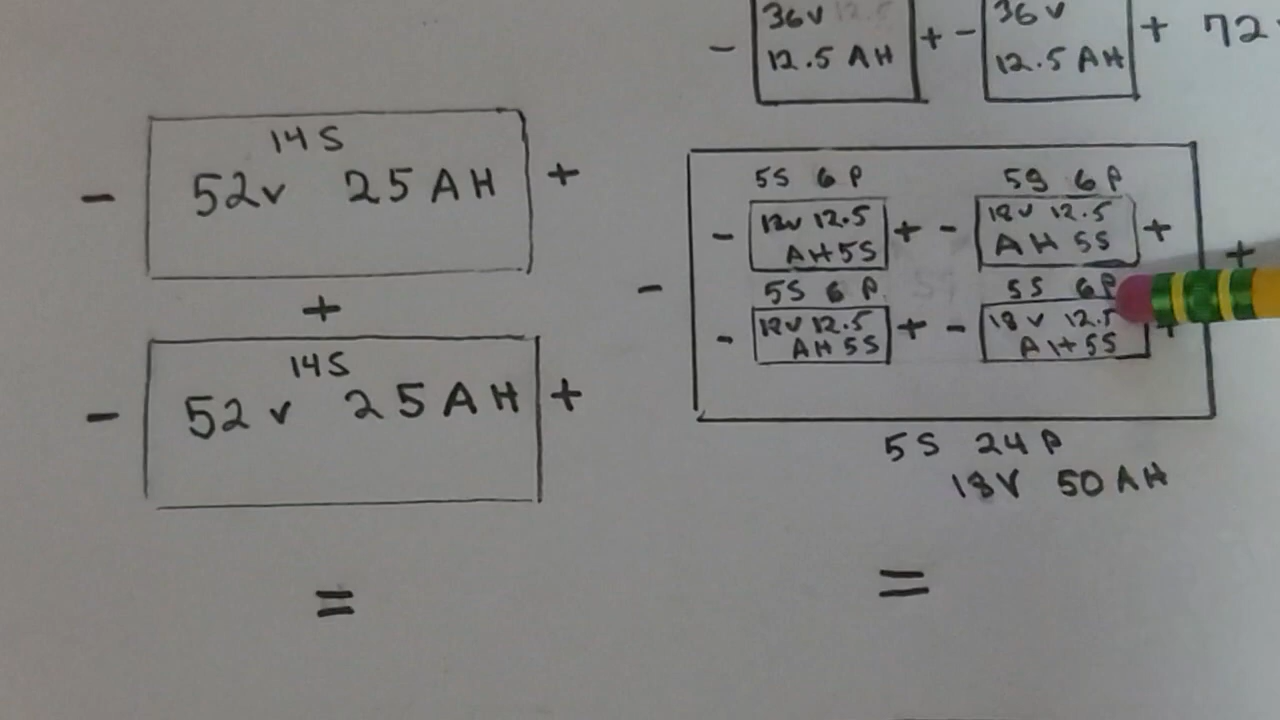 36V
12.5 AH
+ -
36V
12.5 AH
+ 72
-
14S
52V 25AH
- +
+
14S
52V 25AH
- +
=
5S 6P
18V 12.5
AH 5S
- + -
5S 6P
18V 12.5
AH 5S
+
5S 6P
18V 12.5
AH 5S
- + -
5S 6P
18V 12.5
AH 5S
+
- +
5S 24P
18V 50AH
=